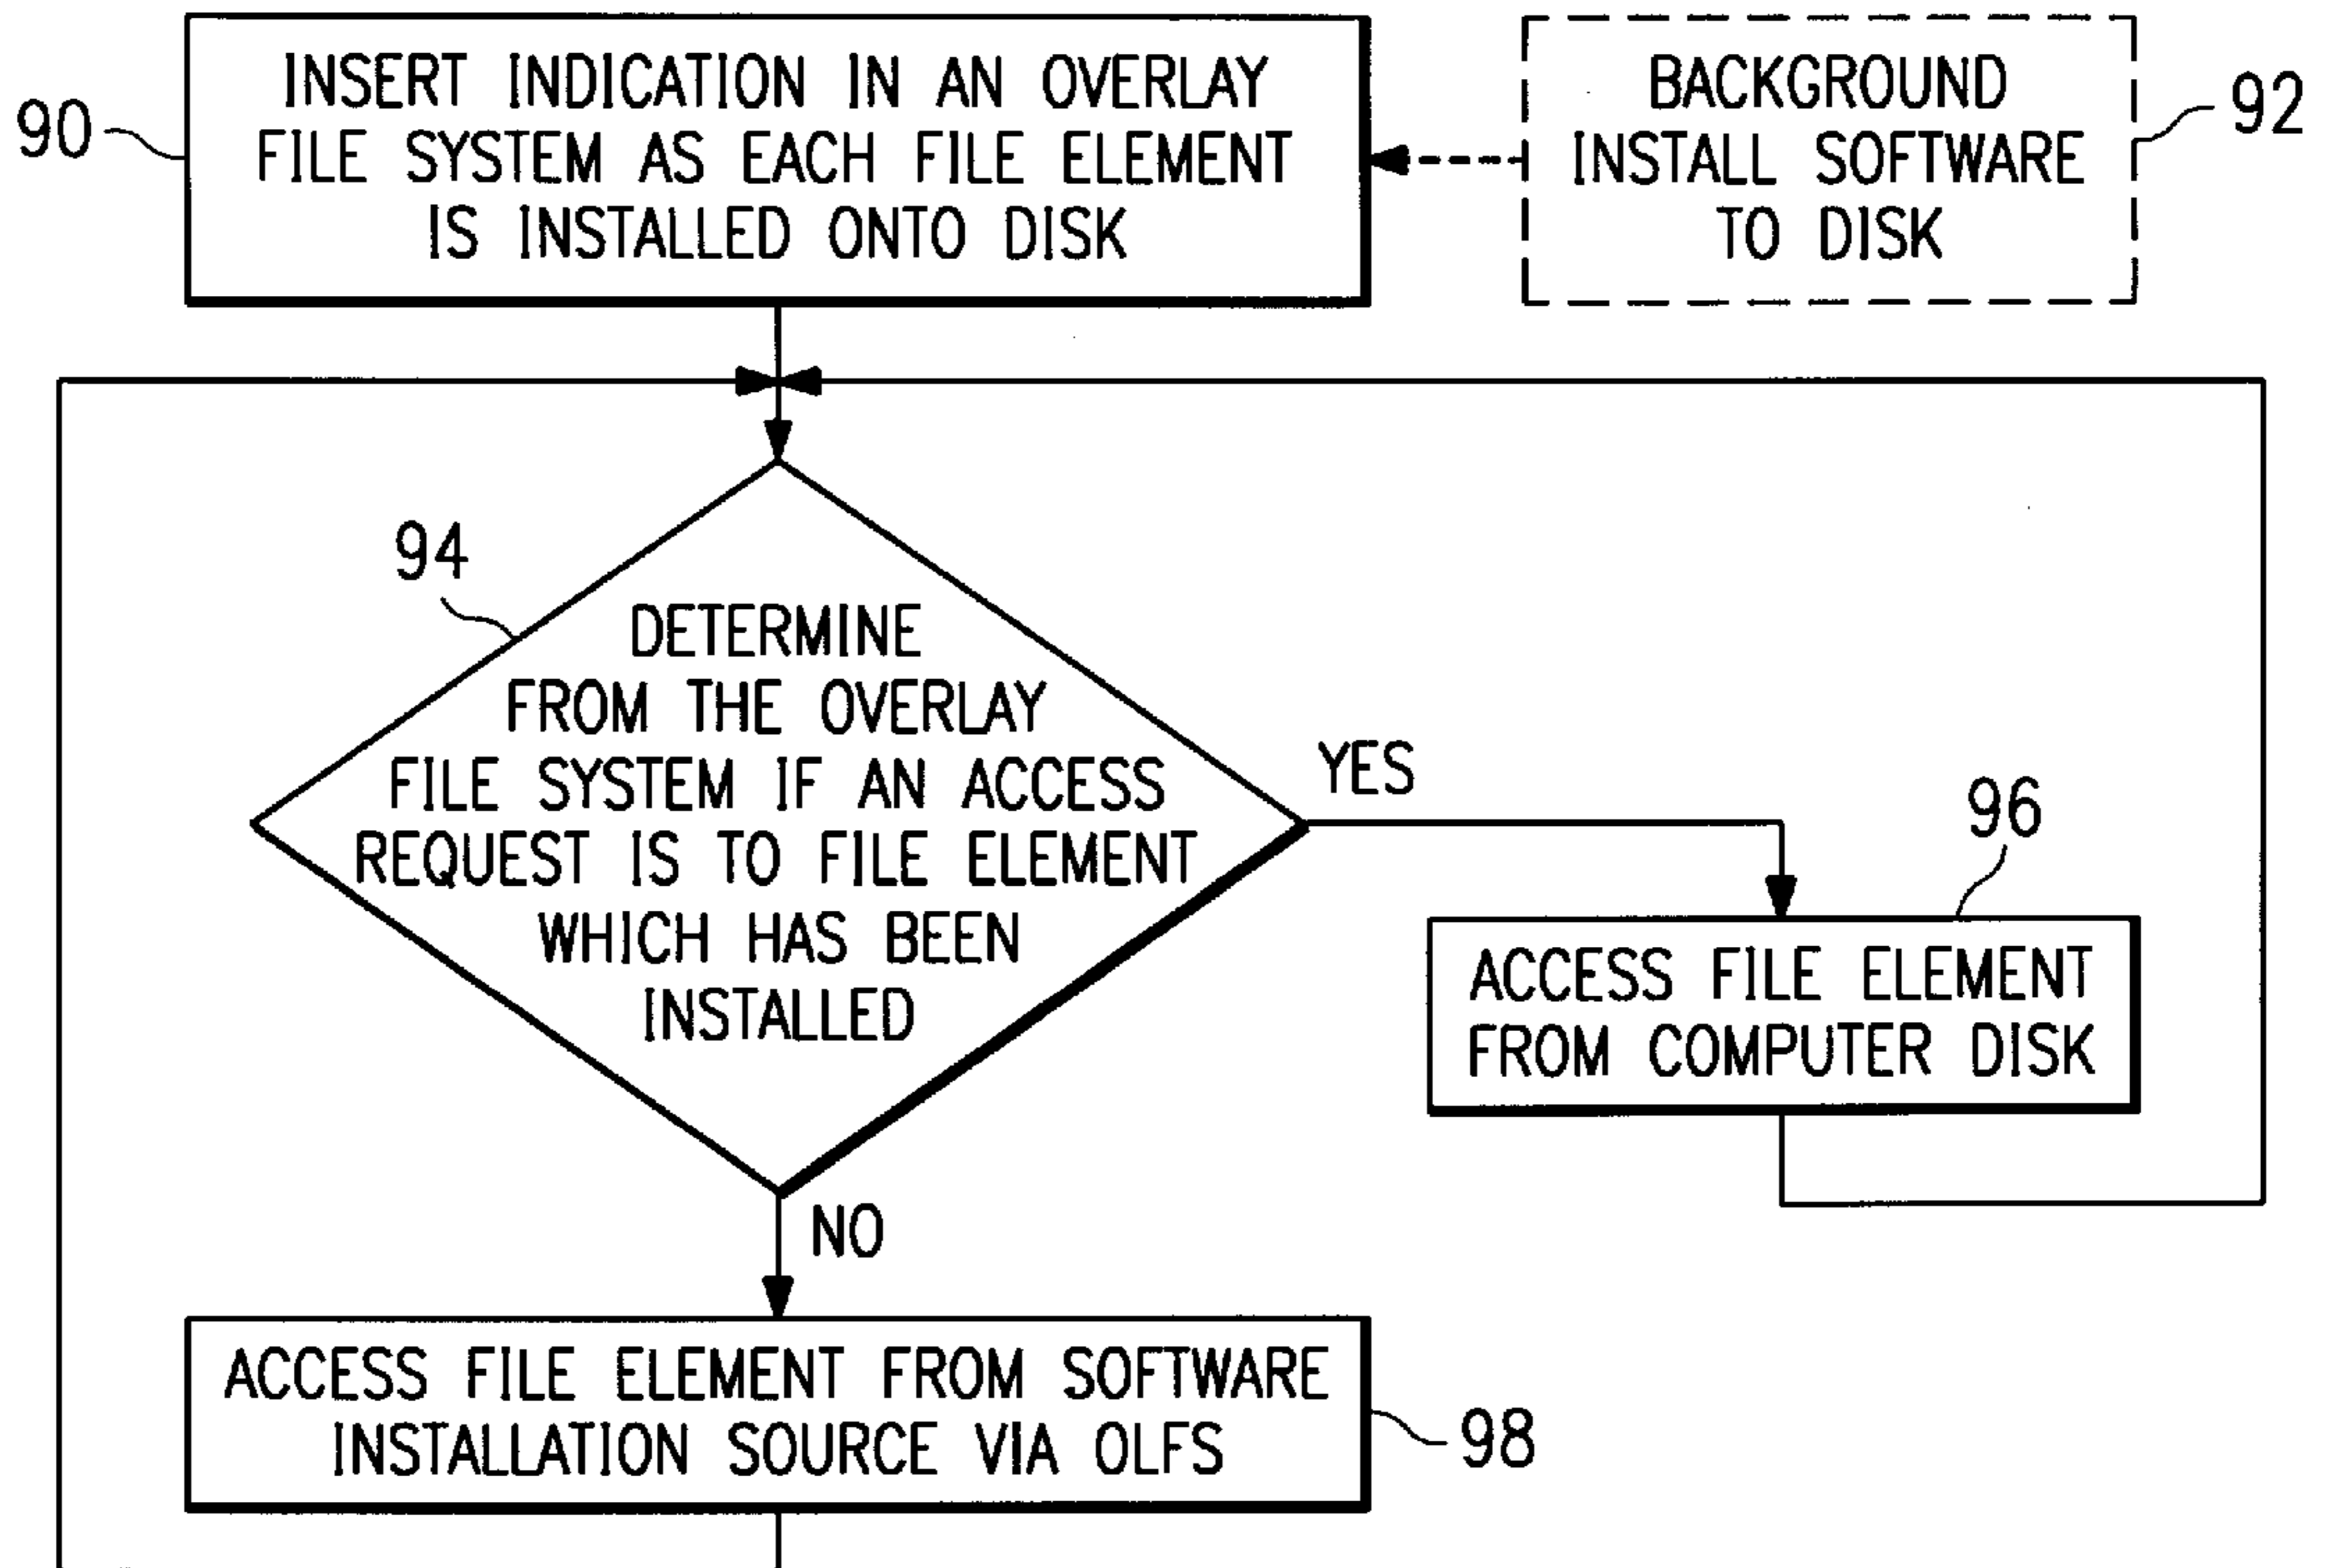 90
INSERT INDICATION IN AN OVERLAY
FILE SYSTEM AS EACH FILE ELEMENT
IS INSTALLED ONTO DISK
BACKGROUND
INSTALL SOFTWARE
TO DISK
92
94
DETERMINE
FROM THE OVERLAY
FILE SYSTEM IF AN ACCESS
REQUEST IS TO FILE ELEMENT
WHICH HAS BEEN
INSTALLED
YES
96
ACCESS FILE ELEMENT
FROM COMPUTER DISK
NO
ACCESS FILE ELEMENT FROM SOFTWARE
INSTALLATION SOURCE VIA OLFS
98